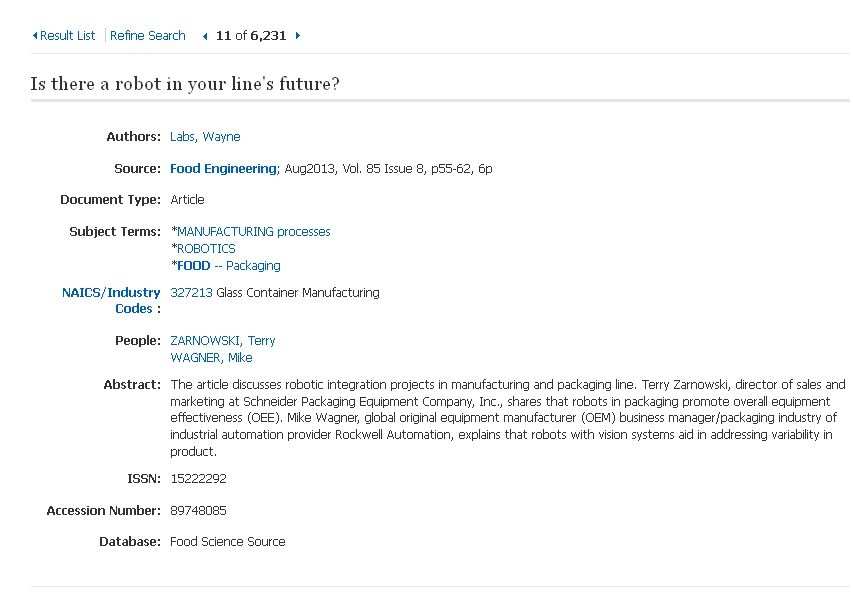 Result List Refine Search 11 of 6,231
Is there a robot in your line's future?
Authors: Labs, Wayne
Source: Food Engineering; Aug2013, Vol. 85 Issue 8, p55-62, 6p
Document Type: Article
Subject Terms: *MANUFACTURING processes
*ROBOTICS
*FOOD -- Packaging
NAICS/Industry 327213 Glass Container Manufacturing
Codes :
People: ZARNOWSKI, Terry
WAGNER, Mike
Abstract: The article discusses robotic integration projects in manufacturing and packaging line. Terry Zarnowski, director of sales and
marketing at Schneider Packaging Equipment Company, Inc., shares that robots in packaging promote overall equipment
effectiveness (OEE). Mike Wagner, global original equipment manufacturer (OEM) business manager/packaging industry of
industrial automation provider Rockwell Automation, explains that robots with vision systems aid in addressing variability in
product.
ISSN: 15222292
Accession Number: 89748085
Database: Food Science Source